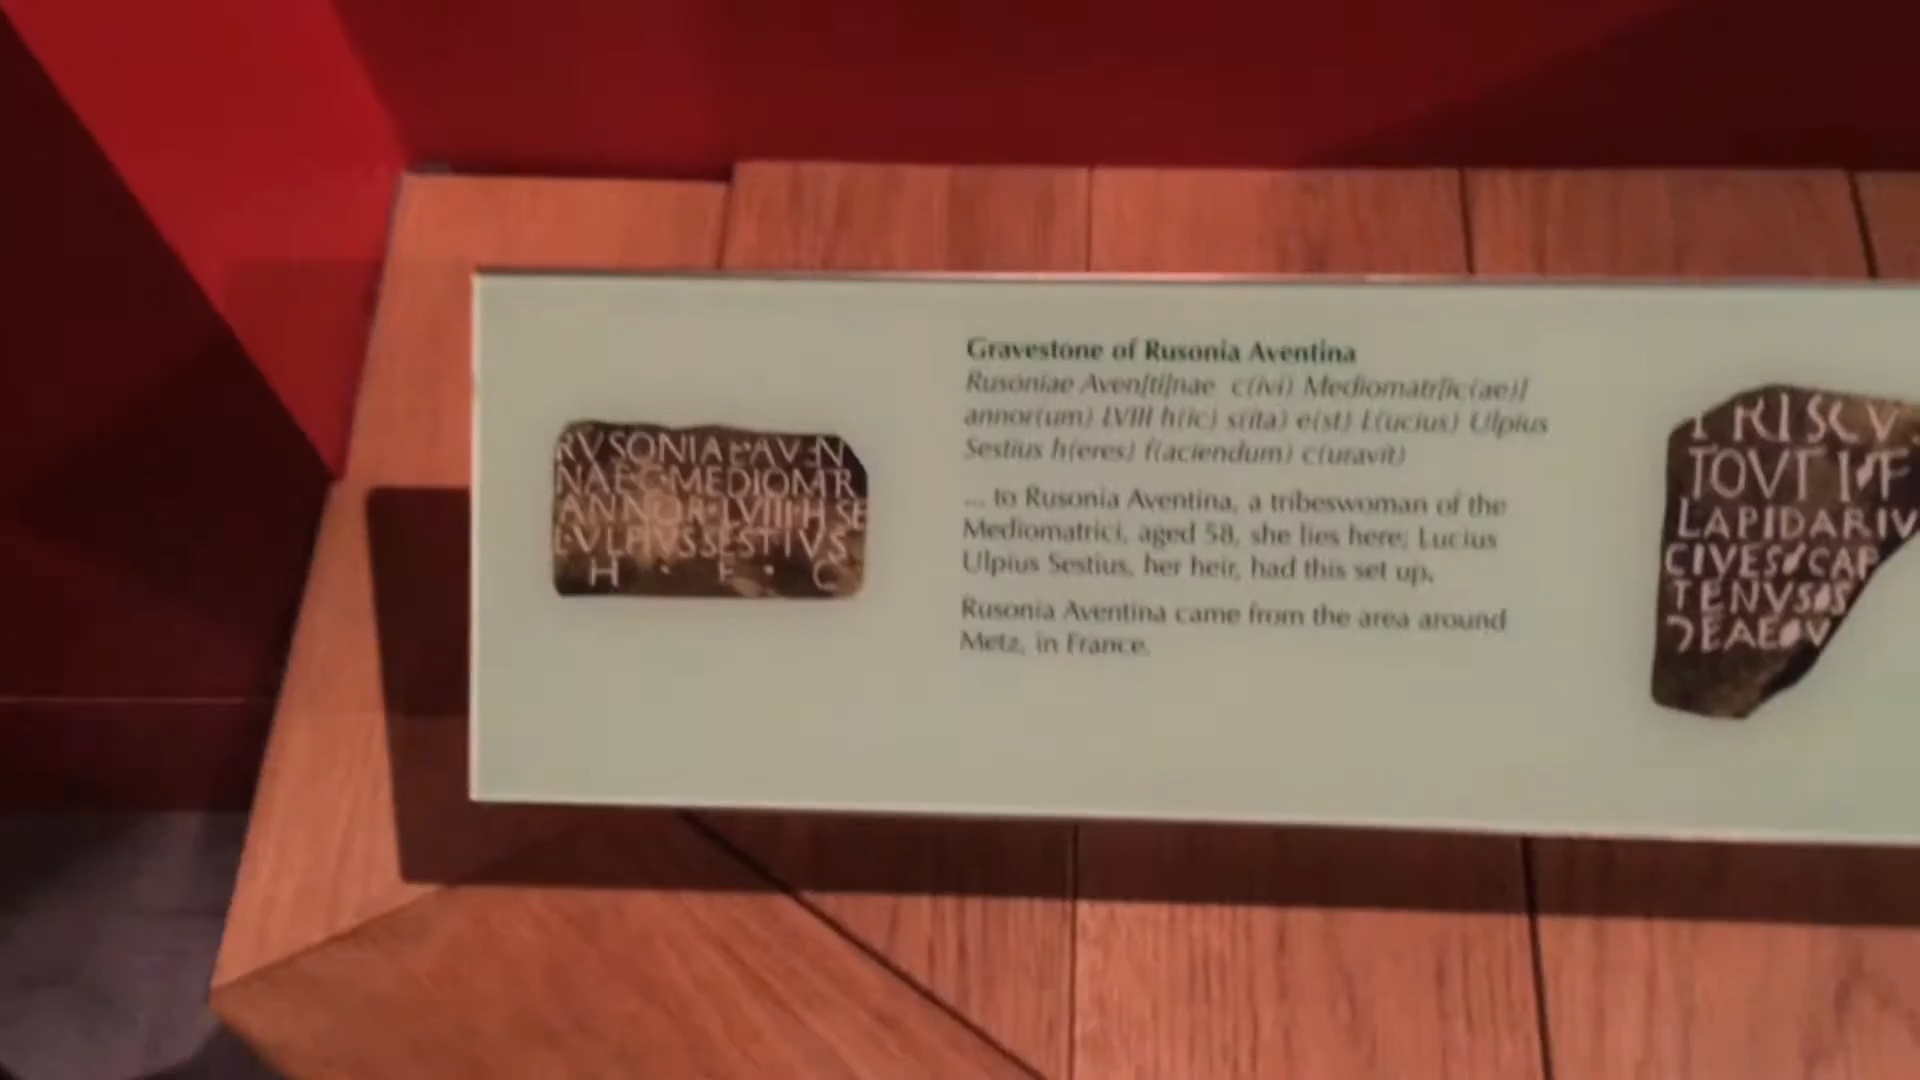 RVSONIAE AVEN
NAE C·MEDIOMTR
ANNOR·LVIII·H SE
L·VLPIVS SESTIVS
H · F · C
Gravestone of Rusonia Aventina
Rusoniae Aven[ti]nae c(ivi) Mediomatr[ic(ae)]
annor(um) LVIII h(ic) s(ita) e(st) L(ucius) Ulpius
Sestius h(eres) f(aciendum) c(uravit)
... to Rusonia Aventina, a tribeswoman of the
Mediomatrici, aged 58, she lies here; Lucius
Ulpius Sestius, her heir, had this set up.
Rusonia Aventina came from the area around
Metz, in France.
PRISCV
TOVTI F
LAPIDARIV
CIVES CAR
TENVS S
DEAE V